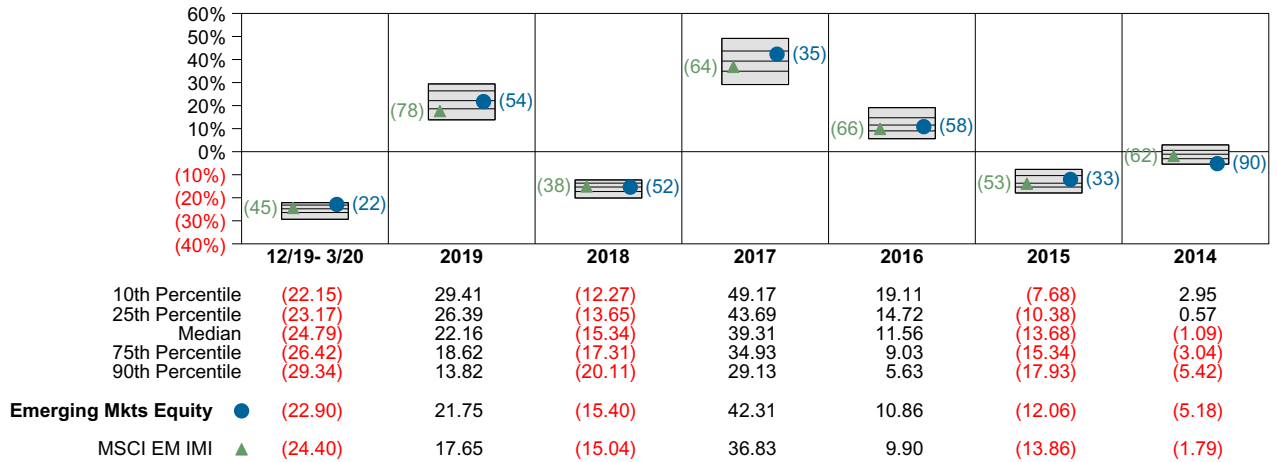 60%
50%
40%
30%
20%
10%
0%
(10%)
(20%)
(30%)
(40%)
(45) (22)
(78) (54)
(38) (52)
(64) (35)
(66) (58)
(53) (33)
(62) (90)
12/19- 3/20 2019 2018 2017 2016 2015 2014
10th Percentile (22.15) 29.41 (12.27) 49.17 19.11 (7.68) 2.95
25th Percentile (23.17) 26.39 (13.65) 43.69 14.72 (10.38) 0.57
Median (24.79) 22.16 (15.34) 39.31 11.56 (13.68) (1.09)
75th Percentile (26.42) 18.62 (17.31) 34.93 9.03 (15.34) (3.04)
90th Percentile (29.34) 13.82 (20.11) 29.13 5.63 (17.93) (5.42)
Emerging Mkts Equity (22.90) 21.75 (15.40) 42.31 10.86 (12.06) (5.18)
MSCI EM IMI (24.40) 17.65 (15.04) 36.83 9.90 (13.86) (1.79)